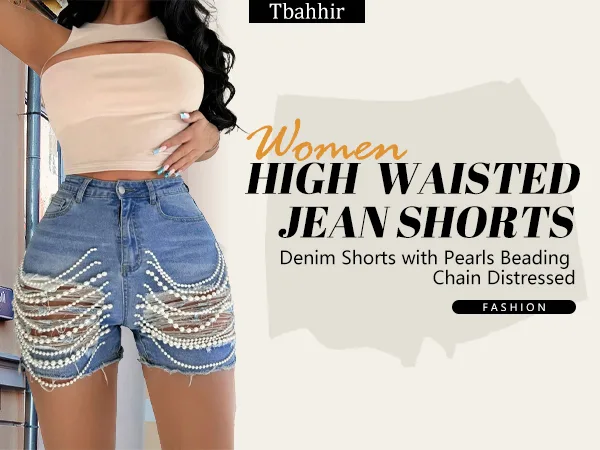 Tbahhir
Women
HIGH WAISTED
JEAN SHORTS
Denim Shorts with Pearls Beading
Chain Distressed
FASHION